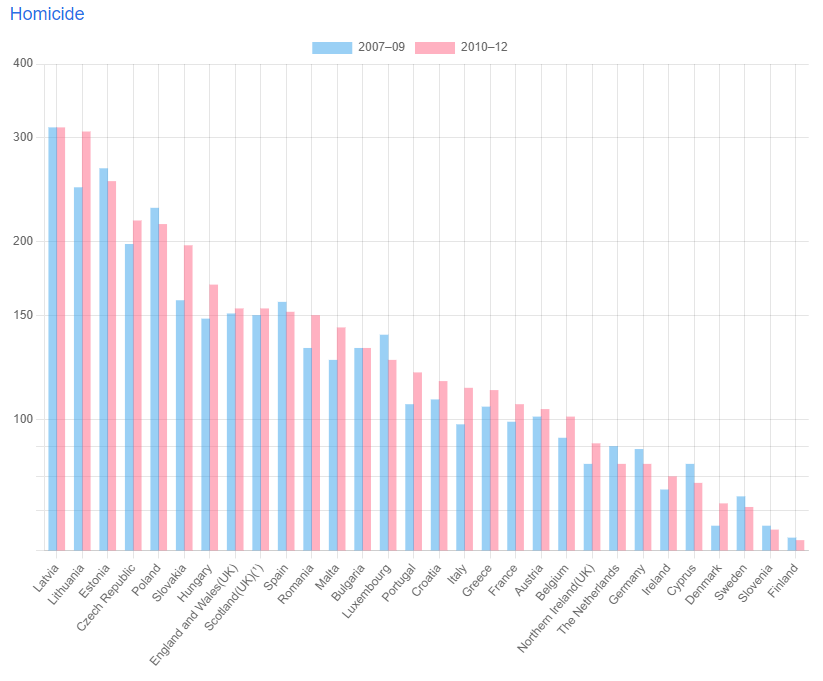 Homicide
2007–09 2010–12
400
300
200
150
100
Latvia
Lithuania
Estonia
Czech Republic
Poland
Slovakia
Hungary
England and Wales(UK)
Scotland(UK)(¹)
Spain
Romania
Malta
Bulgaria
Luxembourg
Portugal
Croatia
Italy
Greece
France
Austria
Belgium
Northern Ireland(UK)
The Netherlands
Germany
Ireland
Cyprus
Denmark
Sweden
Slovenia
Finland